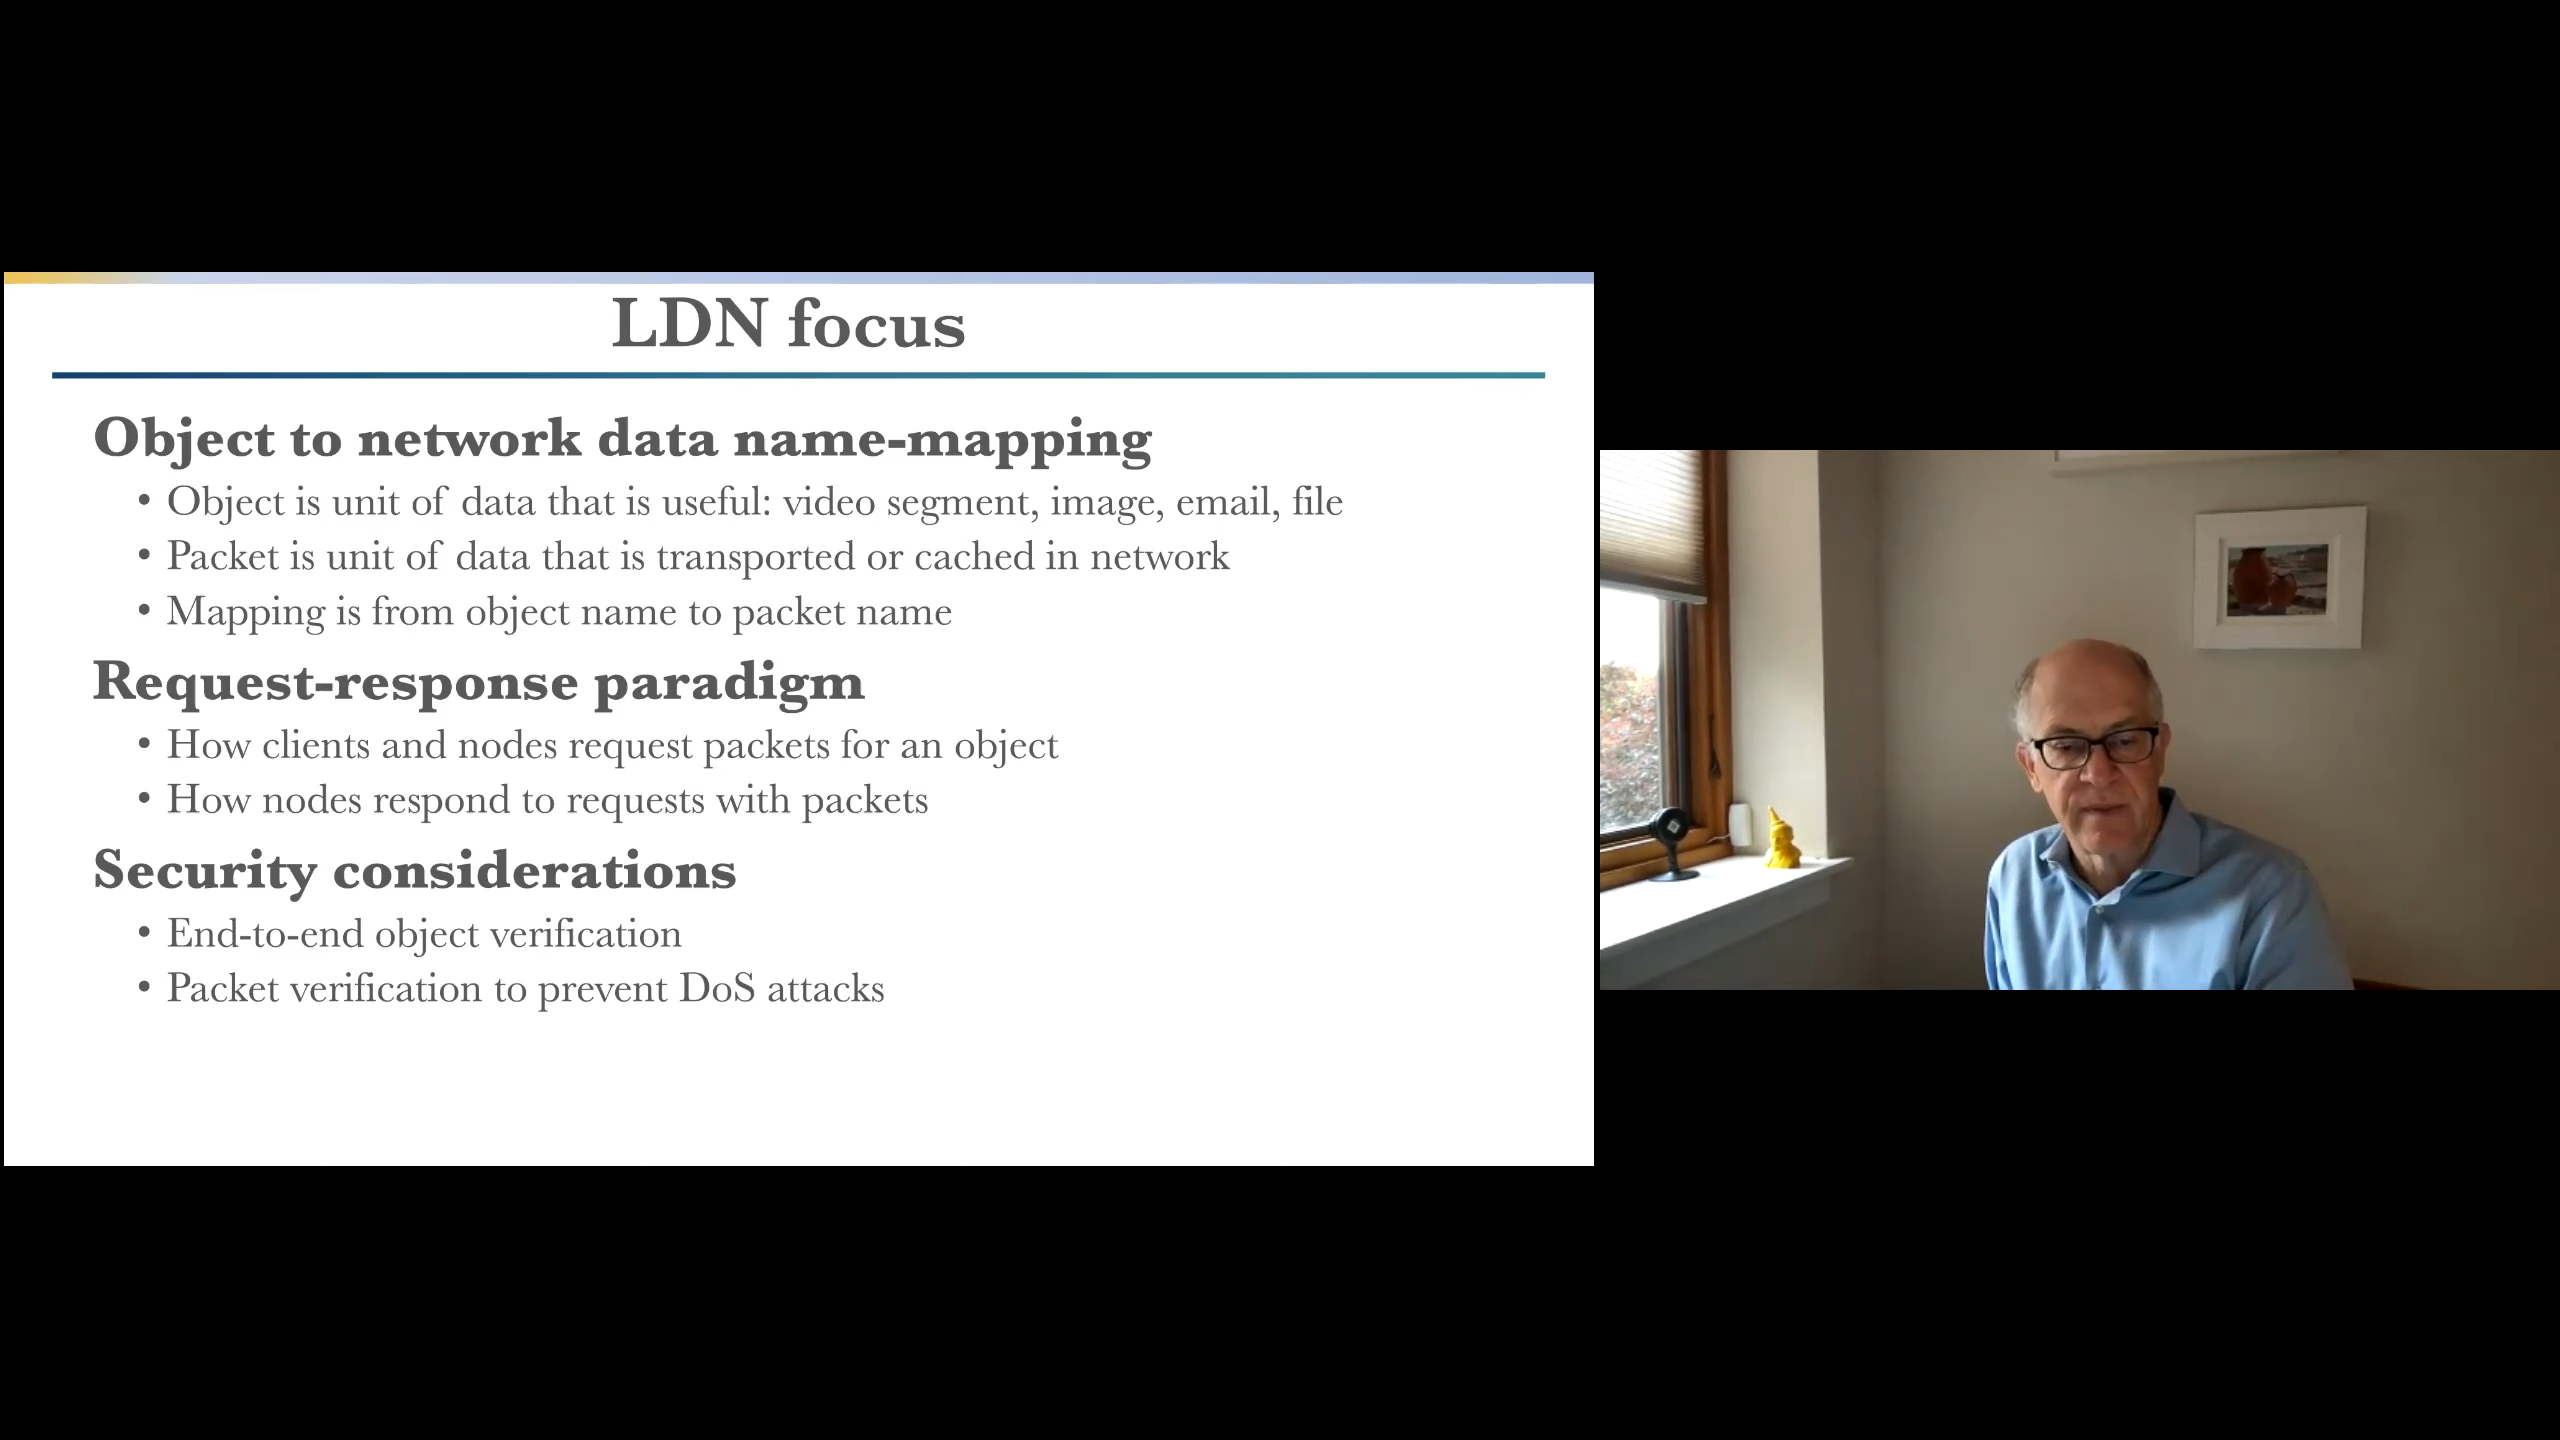 LDN focus
Object to network data name-mapping
• Object is unit of data that is useful: video segment, image, email, file
• Packet is unit of data that is transported or cached in network
• Mapping is from object name to packet name
Request-response paradigm
• How clients and nodes request packets for an object
• How nodes respond to requests with packets
Security considerations
• End-to-end object verification
• Packet verification to prevent DoS attacks